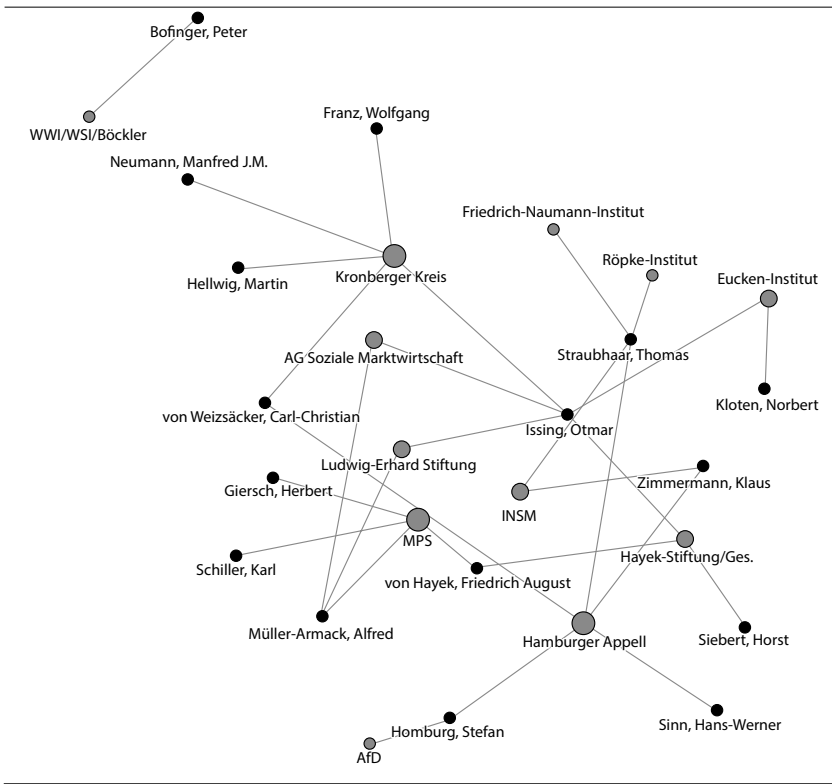 Bofinger, Peter
WWI/WSI/Böckler
Franz, Wolfgang
Neumann, Manfred J.M.
Friedrich-Naumann-Institut
Röpke-Institut
Eucken-Institut
Kronberger Kreis
Hellwig, Martin
AG Soziale Marktwirtschaft
Straubhaar, Thomas
Kloten, Norbert
von Weizsäcker, Carl-Christian
Issing, Otmar
Ludwig-Erhard Stiftung
Zimmermann, Klaus
Giersch, Herbert
INSM
MPS
Hayek-Stiftung/Ges.
Schiller, Karl
von Hayek, Friedrich August
Müller-Armack, Alfred
Hamburger Appell
Siebert, Horst
Sinn, Hans-Werner
Homburg, Stefan
AfD